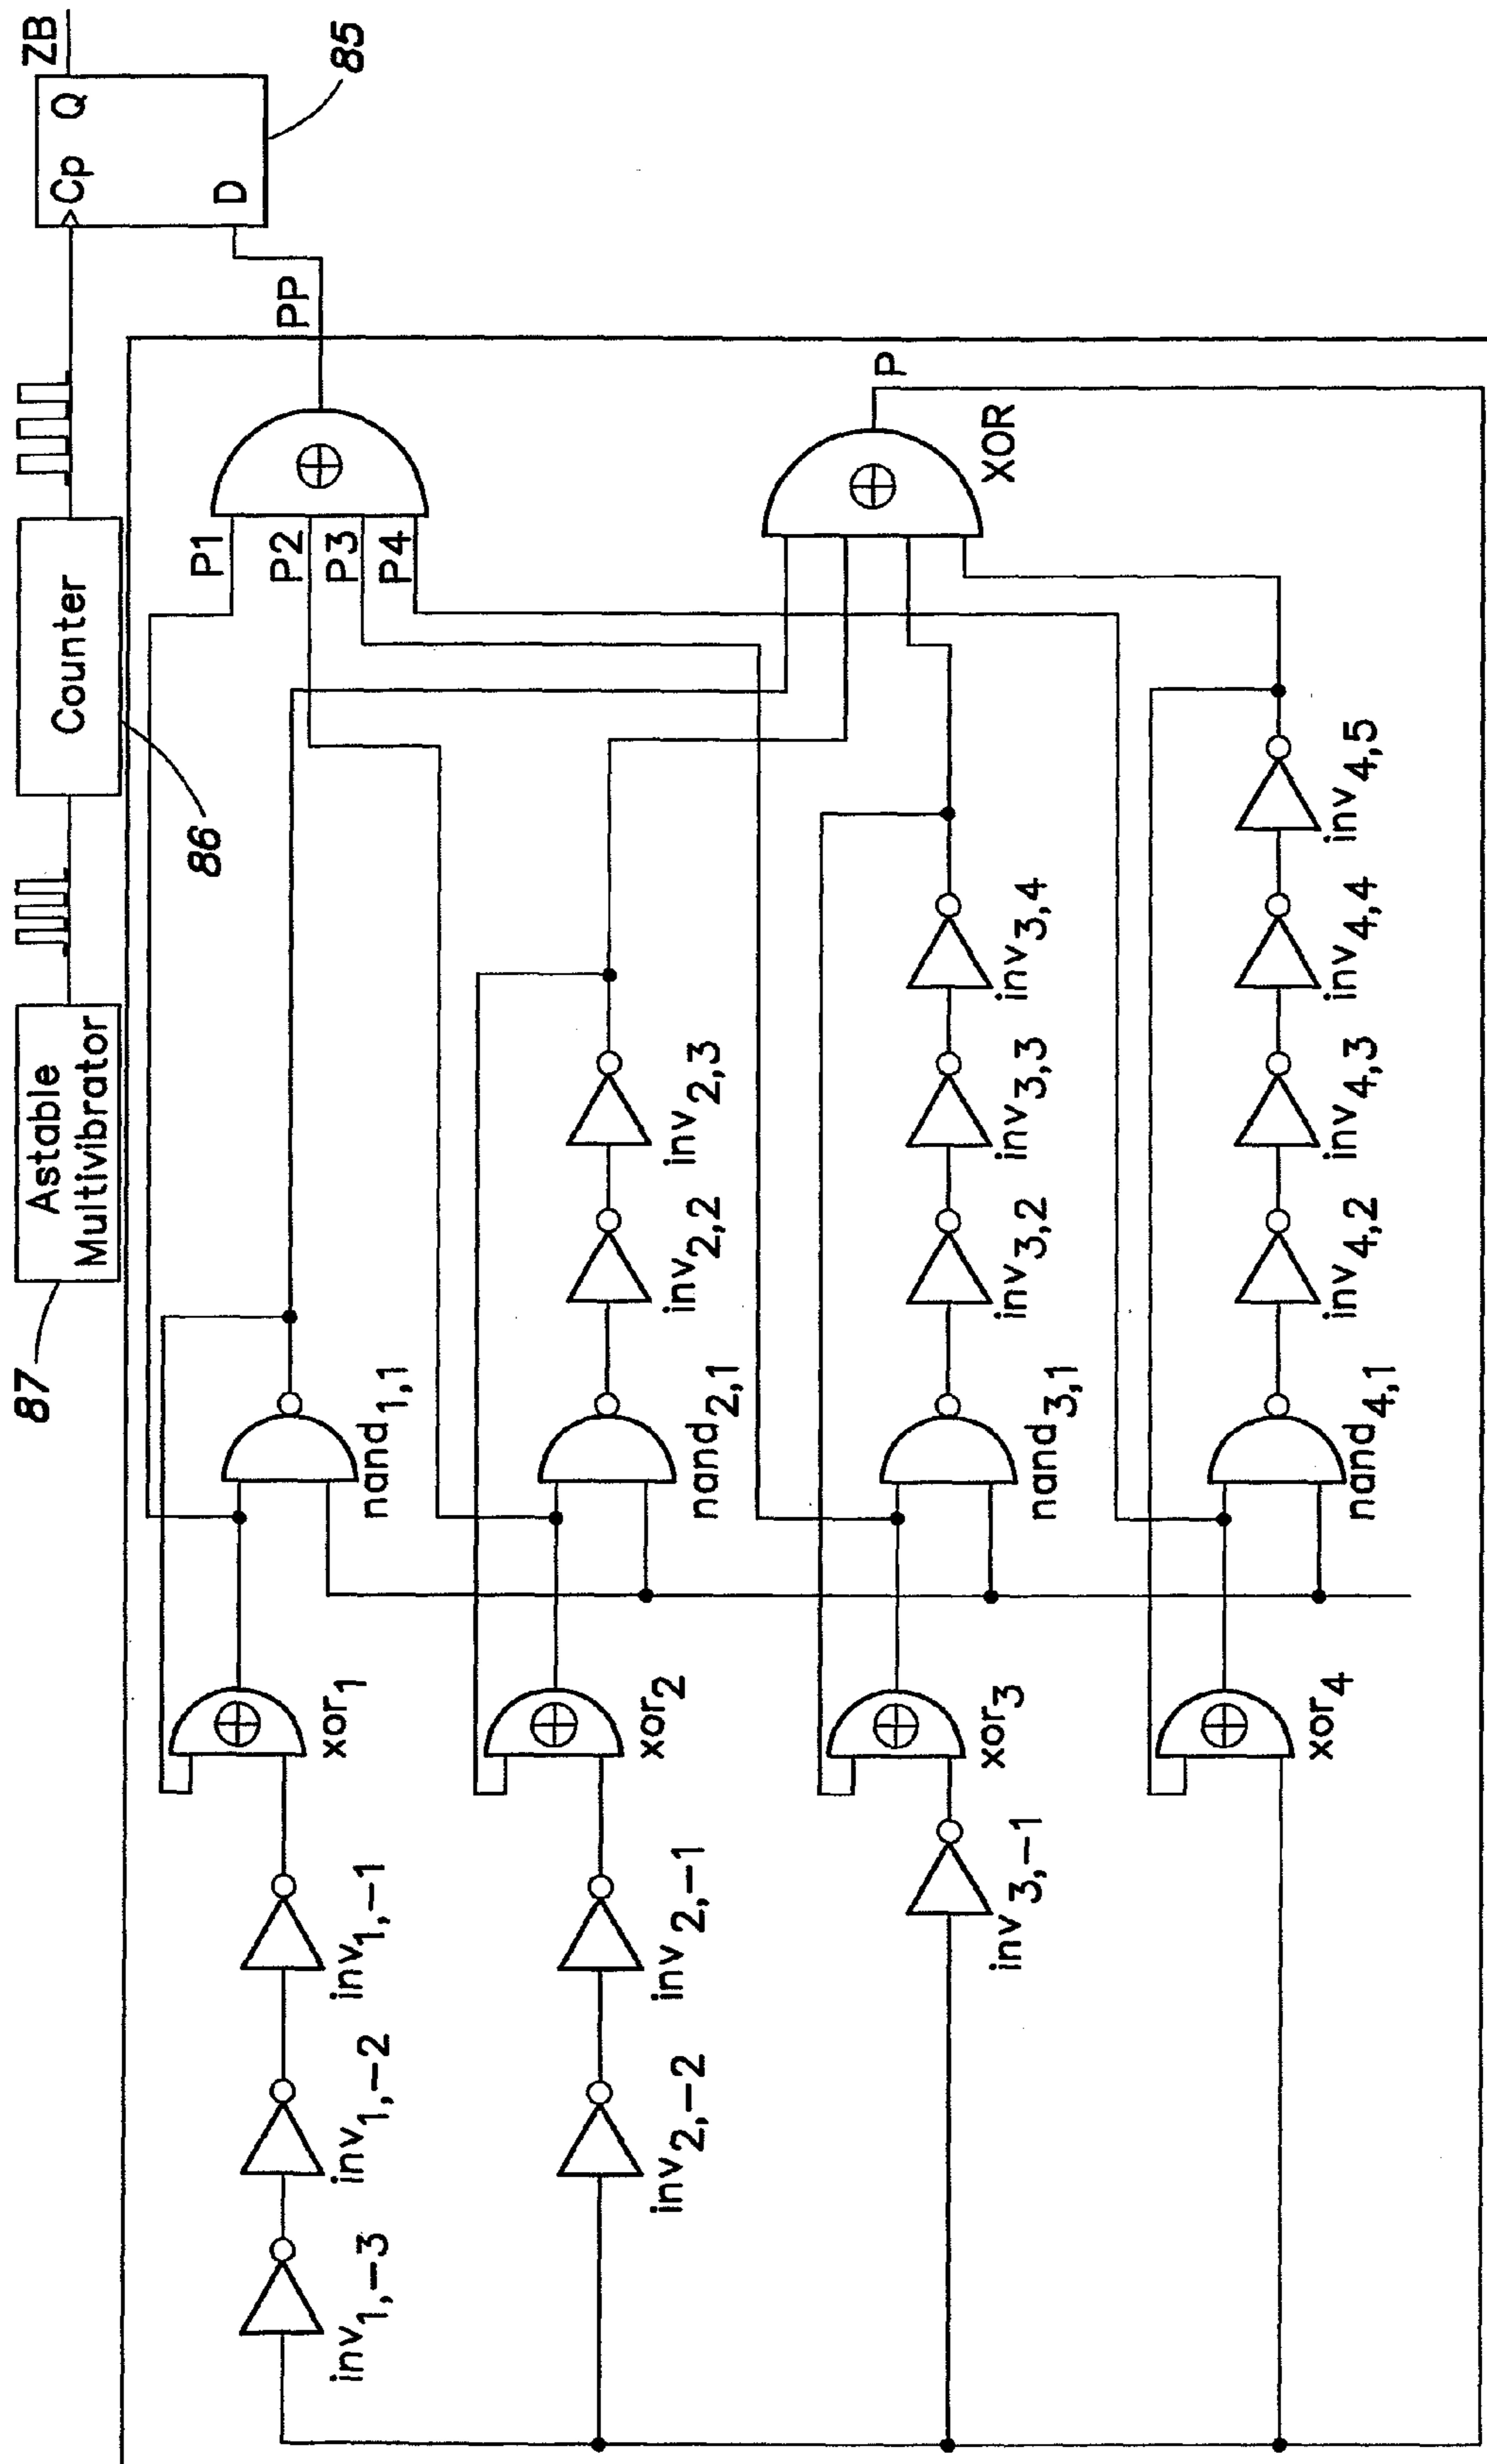 87
Astable
Multivibrator
86
Counter
Cp Q
D
ZB
85
PP
P1
P2
P3
P4
P
XOR
inv1,−3
inv1,−2
inv1,−1
xor1
nand1,1
inv2,−2
inv2,−1
xor2
nand2,1
inv2,2
inv2,3
inv3,−1
xor3
nand3,1
inv3,2
inv3,3
inv3,4
xor4
nand4,1
inv4,2
inv4,3
inv4,4
inv4,5